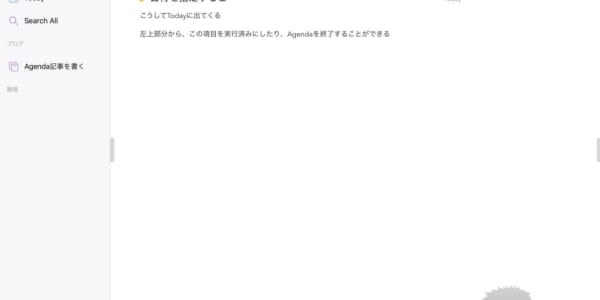 Search All
ブログ
Agenda記事を書く
職場
こうしてTodayに出てくる
左上部分から、この項目を実行済みにしたり、Agendaを終了することができる